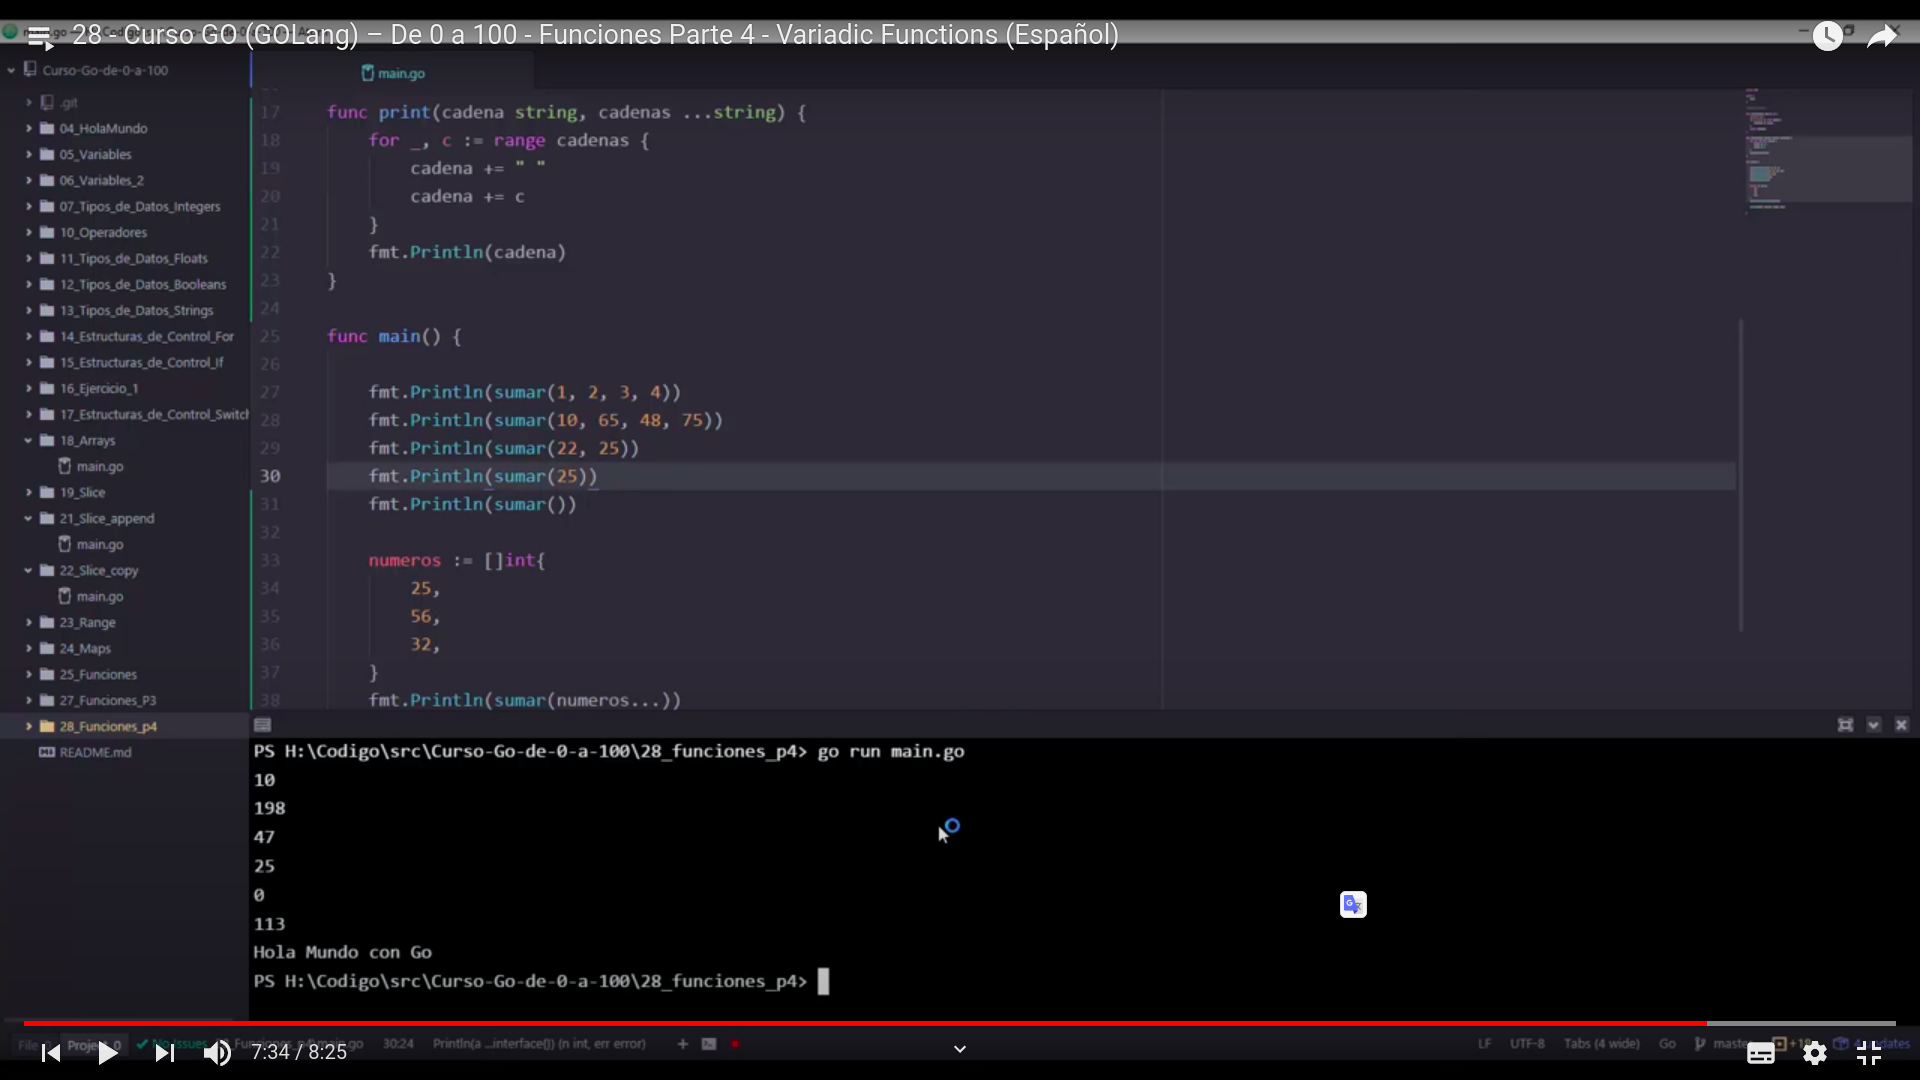 28 - Curso GO (GOLang) – De 0 a 100 - Funciones Parte 4 - Variadic Functions (Español)
Curso-Go-de-0-a-100
.git
04_HolaMundo
05_Variables
06_Variables_2
07_Tipos_de_Datos_Integers
10_Operadores
11_Tipos_de_Datos_Floats
12_Tipos_de_Datos_Booleans
13_Tipos_de_Datos_Strings
14_Estructuras_de_Control_For
15_Estructuras_de_Control_If
16_Ejercicio_1
17_Estructuras_de_Control_Switch
18_Arrays
main.go
19_Slice
21_Slice_append
main.go
22_Slice_copy
main.go
23_Range
24_Maps
25_Funciones
27_Funciones_P3
28_Funciones_p4
README.md
main.go
17 func print(cadena string, cadenas ...string) {
18 for _, c := range cadenas {
19 cadena += " "
20 cadena += c
21 }
22 fmt.Println(cadena)
23 }
24
25 func main() {
26
27 fmt.Println(sumar(1, 2, 3, 4))
28 fmt.Println(sumar(10, 65, 48, 75))
29 fmt.Println(sumar(22, 25))
30 fmt.Println(sumar(25))
31 fmt.Println(sumar())
32
33 numeros := []int{
34 25,
35 56,
36 32,
37 }
38 fmt.Println(sumar(numeros...))
PS H:\Codigo\src\Curso-Go-de-0-a-100\28_funciones_p4> go run main.go
10
198
47
25
0
113
Hola Mundo con Go
PS H:\Codigo\src\Curso-Go-de-0-a-100\28_funciones_p4>
File 0 Project 0 No Issues 30:24 Println(a ...interface{}) (n int, err error) + LF UTF-8 Tabs (4 wide) Go
7:34 / 8:25